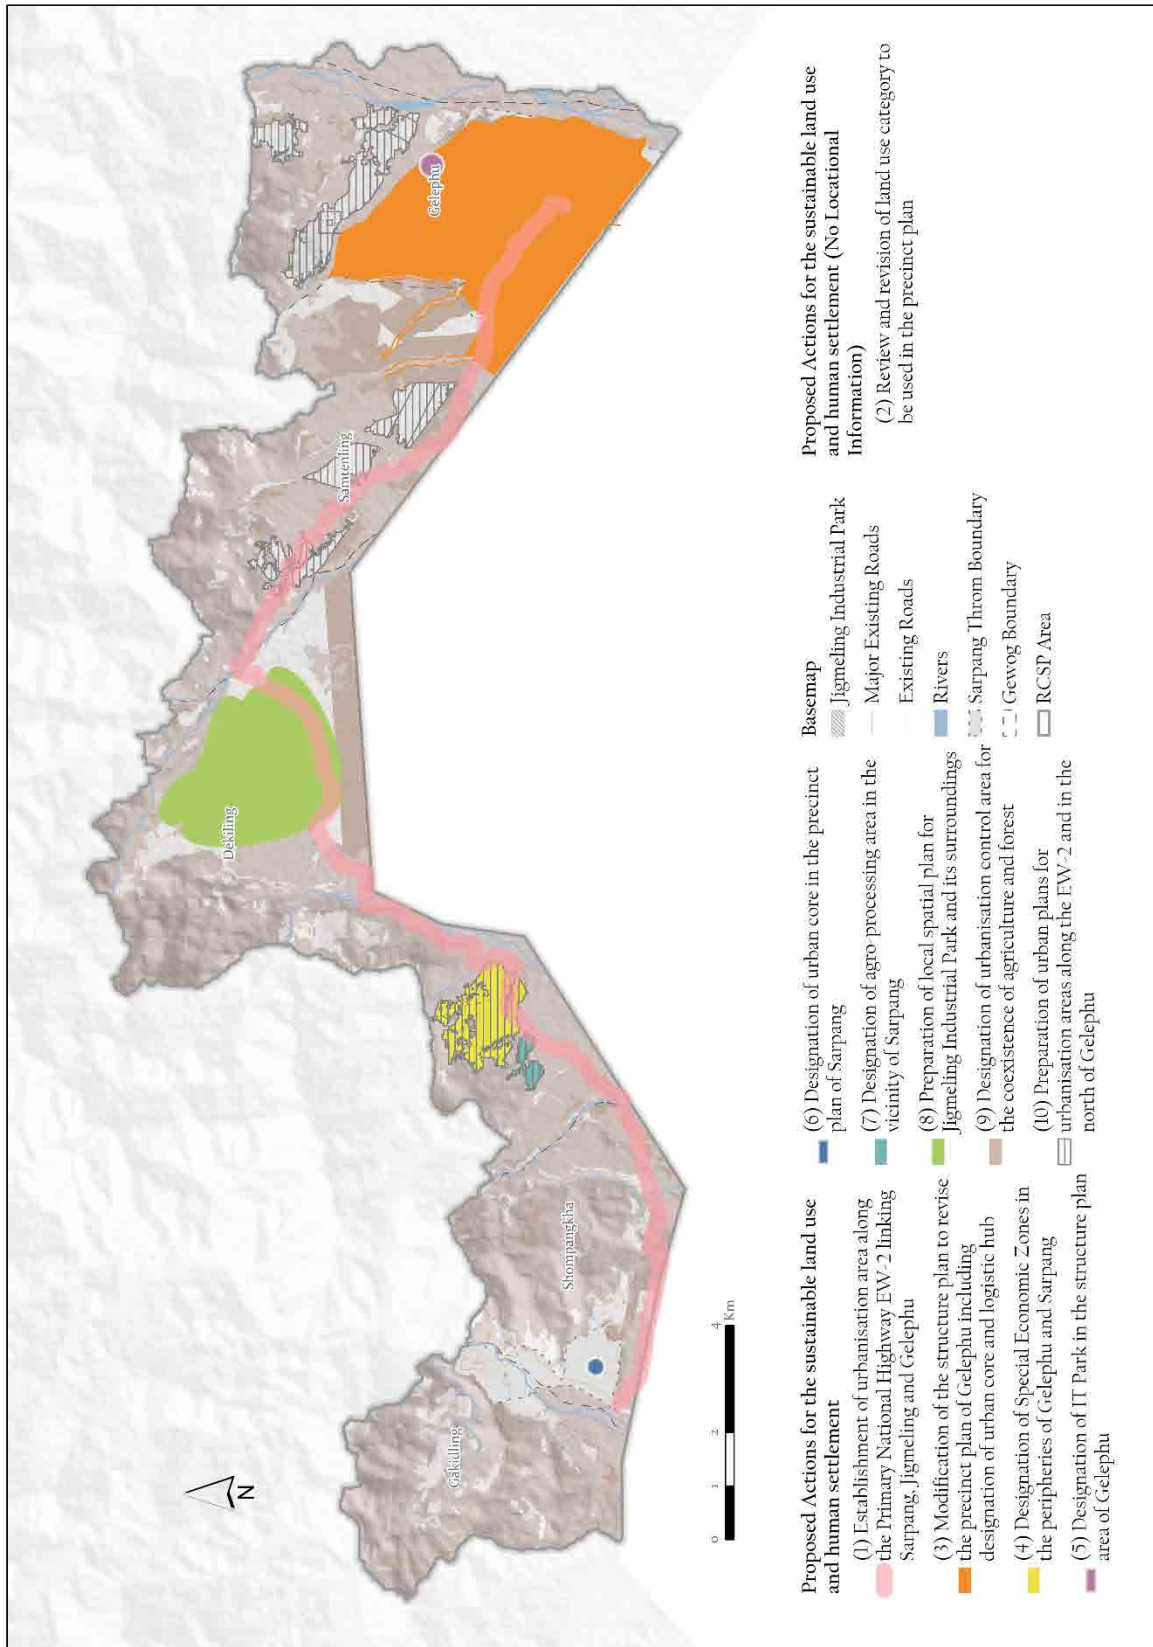 Gelephu
Samtenling
Dekiling
Shompangkha
Gakidling
N
0 1 2 4
Km
Proposed Actions for the sustainable land use
and human settlement
(1) Establishment of urbanisation area along
the Primary National Highway EW-2 linking
Sarpang, Jigmeling and Gelephu
(3) Modification of the structure plan to revise
the precinct plan of Gelephu including
designation of urban core and logistic hub
(4) Designation of Special Economic Zones in
the peripheries of Gelephu and Sarpang
(5) Designation of IT Park in the structure plan
area of Gelephu
(6) Designation of urban core in the precinct
plan of Sarpang
(7) Designation of agro-processing area in the
vicinity of Sarpang
(8) Preparation of local spatial plan for
Jigmeling Industrial Park and its surroundings
(9) Designation of urbanisation control area for
the coexistence of agriculture and forest
(10) Preparation of urban plans for
urbanisation areas along the EW-2 and in the
north of Gelephu
Basemap
Jigmeling Industrial Park
Major Existing Roads
Existing Roads
Rivers
Sarpang Throm Boundary
Gewog Boundary
RCSP Area
Proposed Actions for the sustainable land use
and human settlement (No Locational
Information)
(2) Review and revision of land use category to
be used in the precinct plan